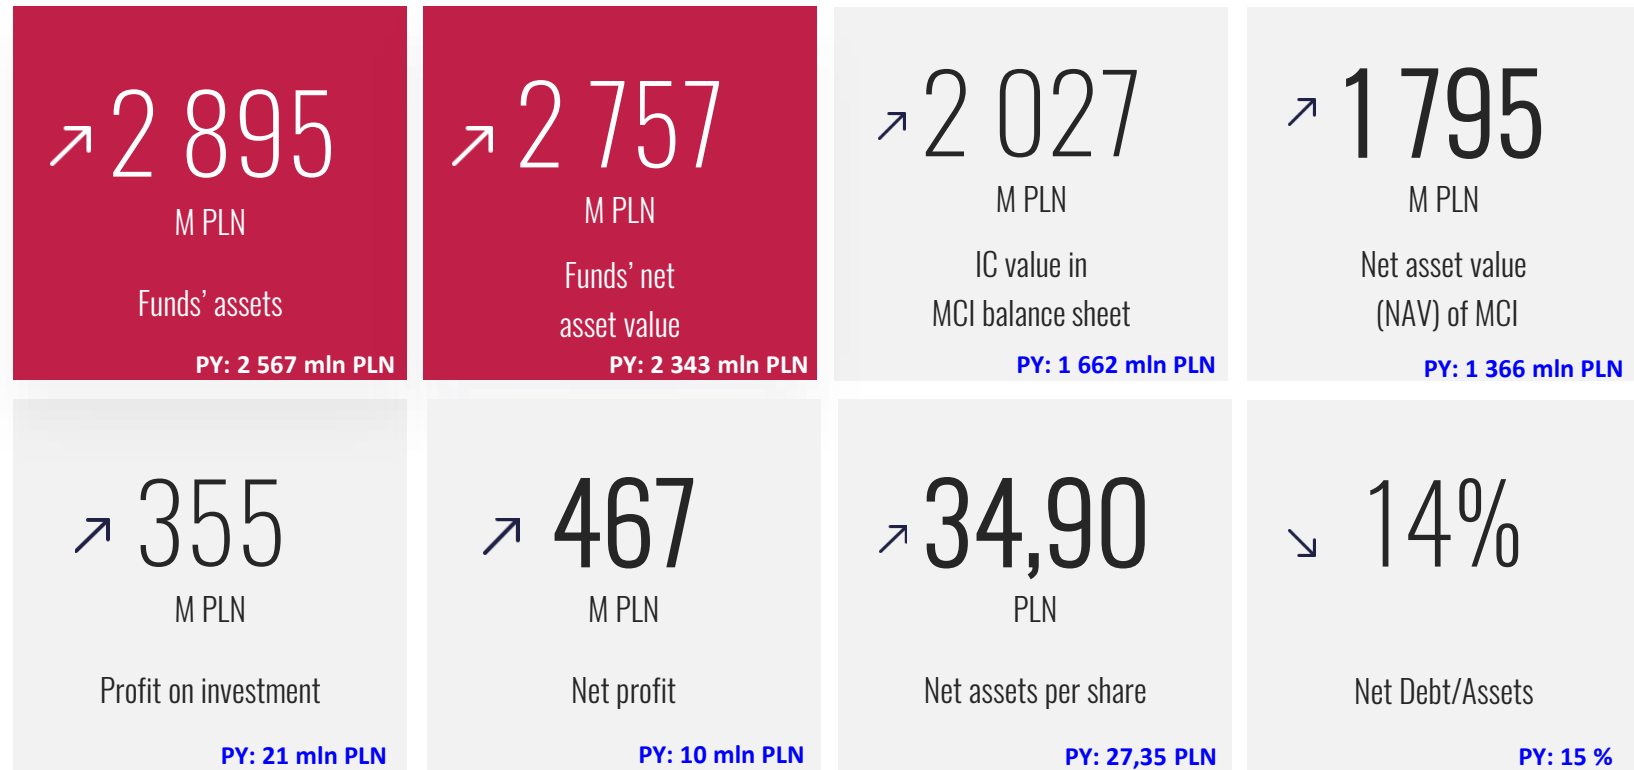 2 895
M PLN
Funds’ assets
PY: 2 567 mln PLN
2 757
M PLN
Funds’ net
asset value
PY: 2 343 mln PLN
2 027
M PLN
IC value in
MCI balance sheet
PY: 1 662 mln PLN
1 795
M PLN
Net asset value
(NAV) of MCI
PY: 1 366 mln PLN
355
M PLN
Profit on investment
PY: 21 mln PLN
467
M PLN
Net profit
PY: 10 mln PLN
34,90
PLN
Net assets per share
PY: 27,35 PLN
14%
Net Debt/Assets
PY: 15 %